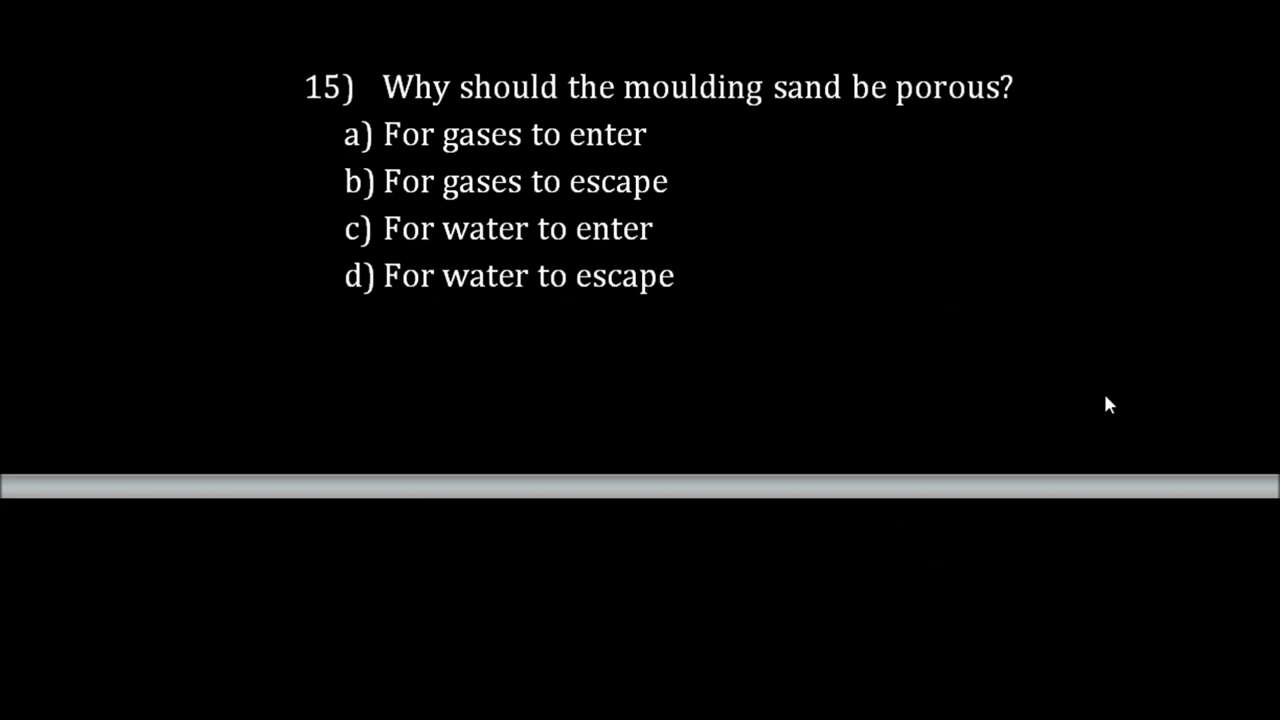 15) Why should the moulding sand be porous?
a) For gases to enter
b) For gases to escape
c) For water to enter
d) For water to escape